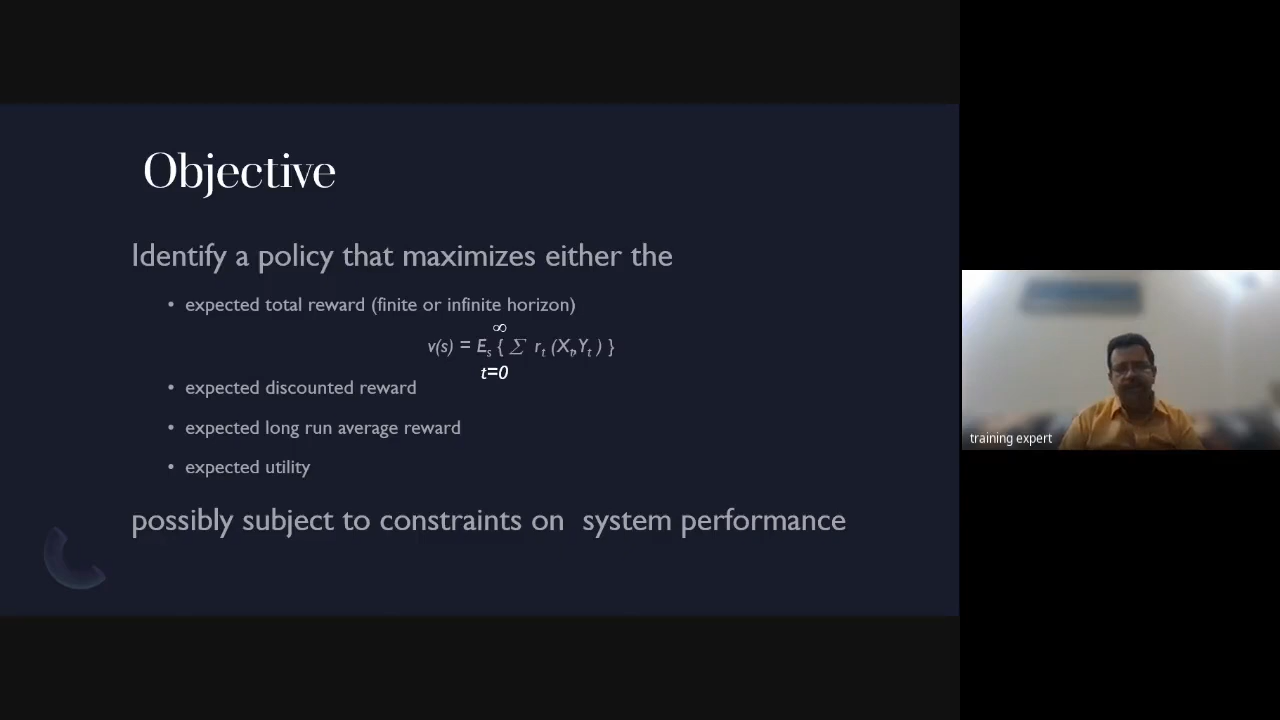 Objective
Identify a policy that maximizes either the
• expected total reward (finite or infinite horizon)
∞
v(s) = Es { Σ rt (Xt,Yt ) }
t=0
• expected discounted reward
• expected long run average reward
• expected utility
possibly subject to constraints on system performance
training expert